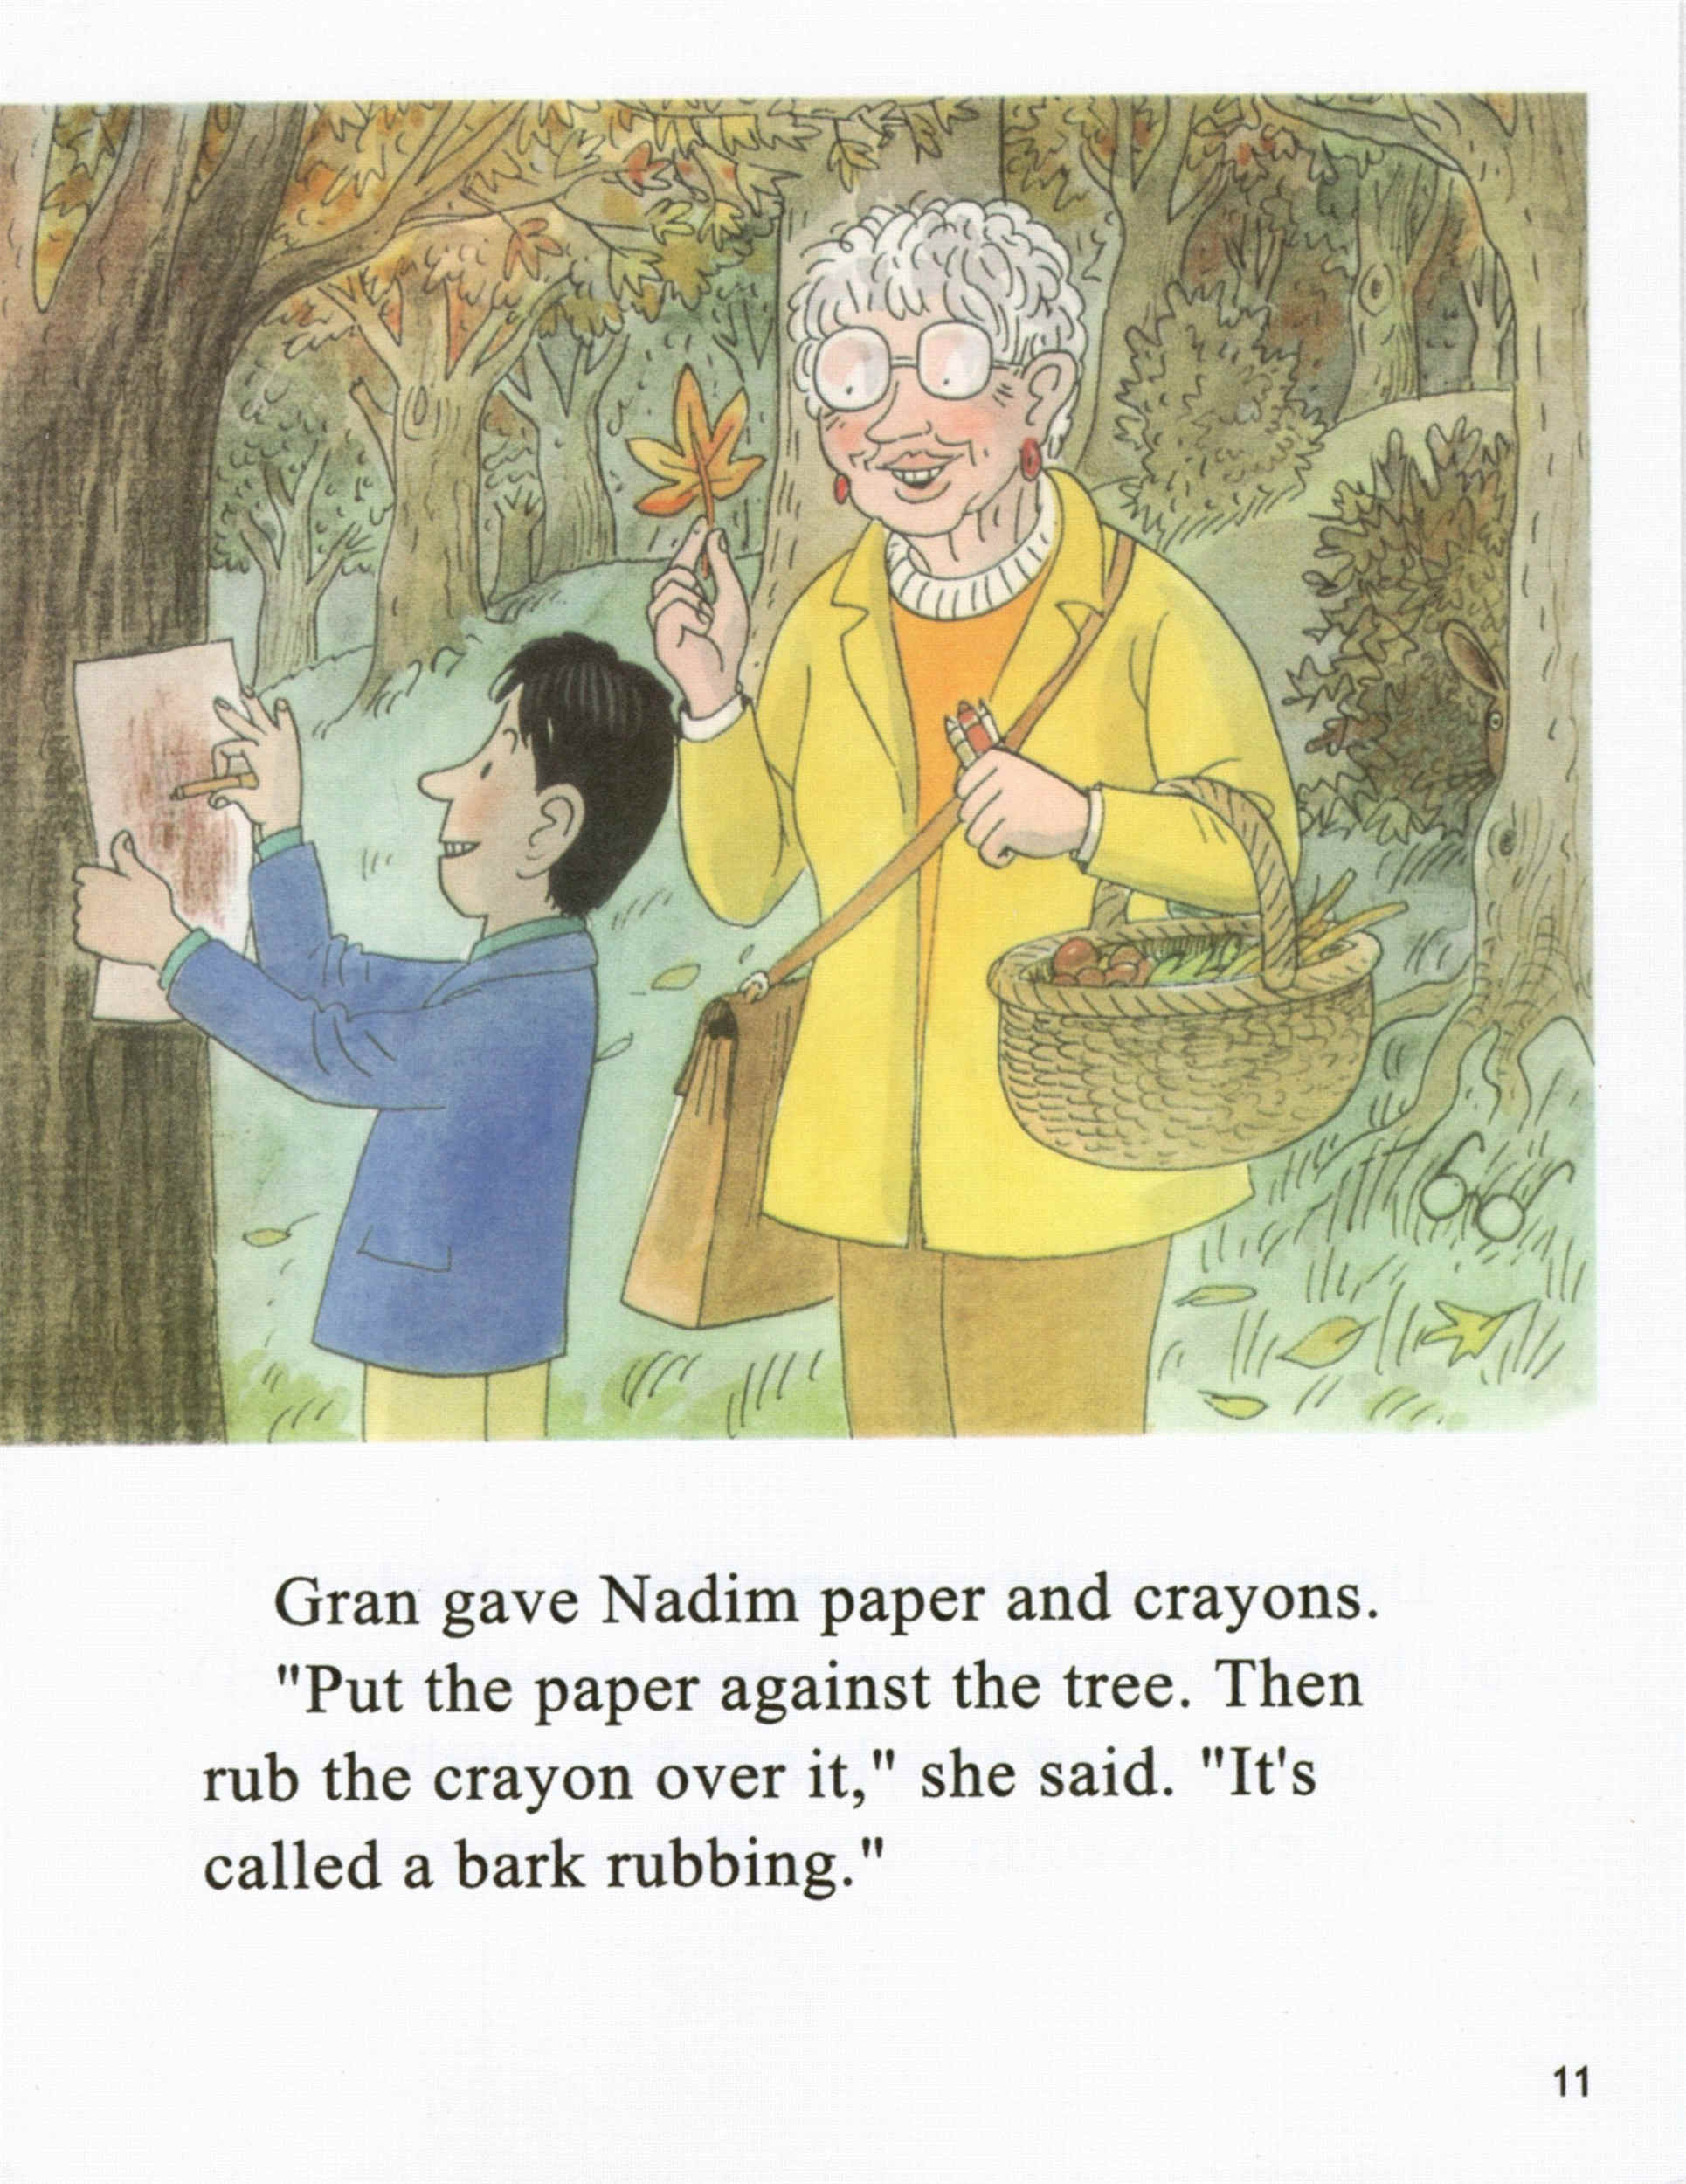 Gran gave Nadim paper and crayons.
"Put the paper against the tree. Then
rub the crayon over it," she said. "It's
called a bark rubbing."
11